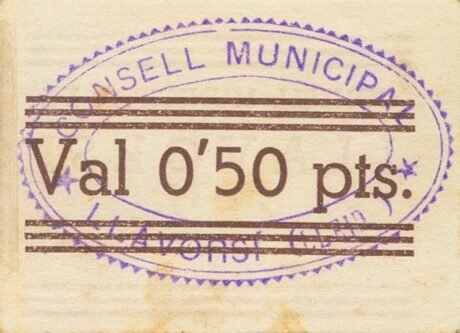 CONSELL MUNICIPAL
Val 0'50 pts.
LLAVORSÍ